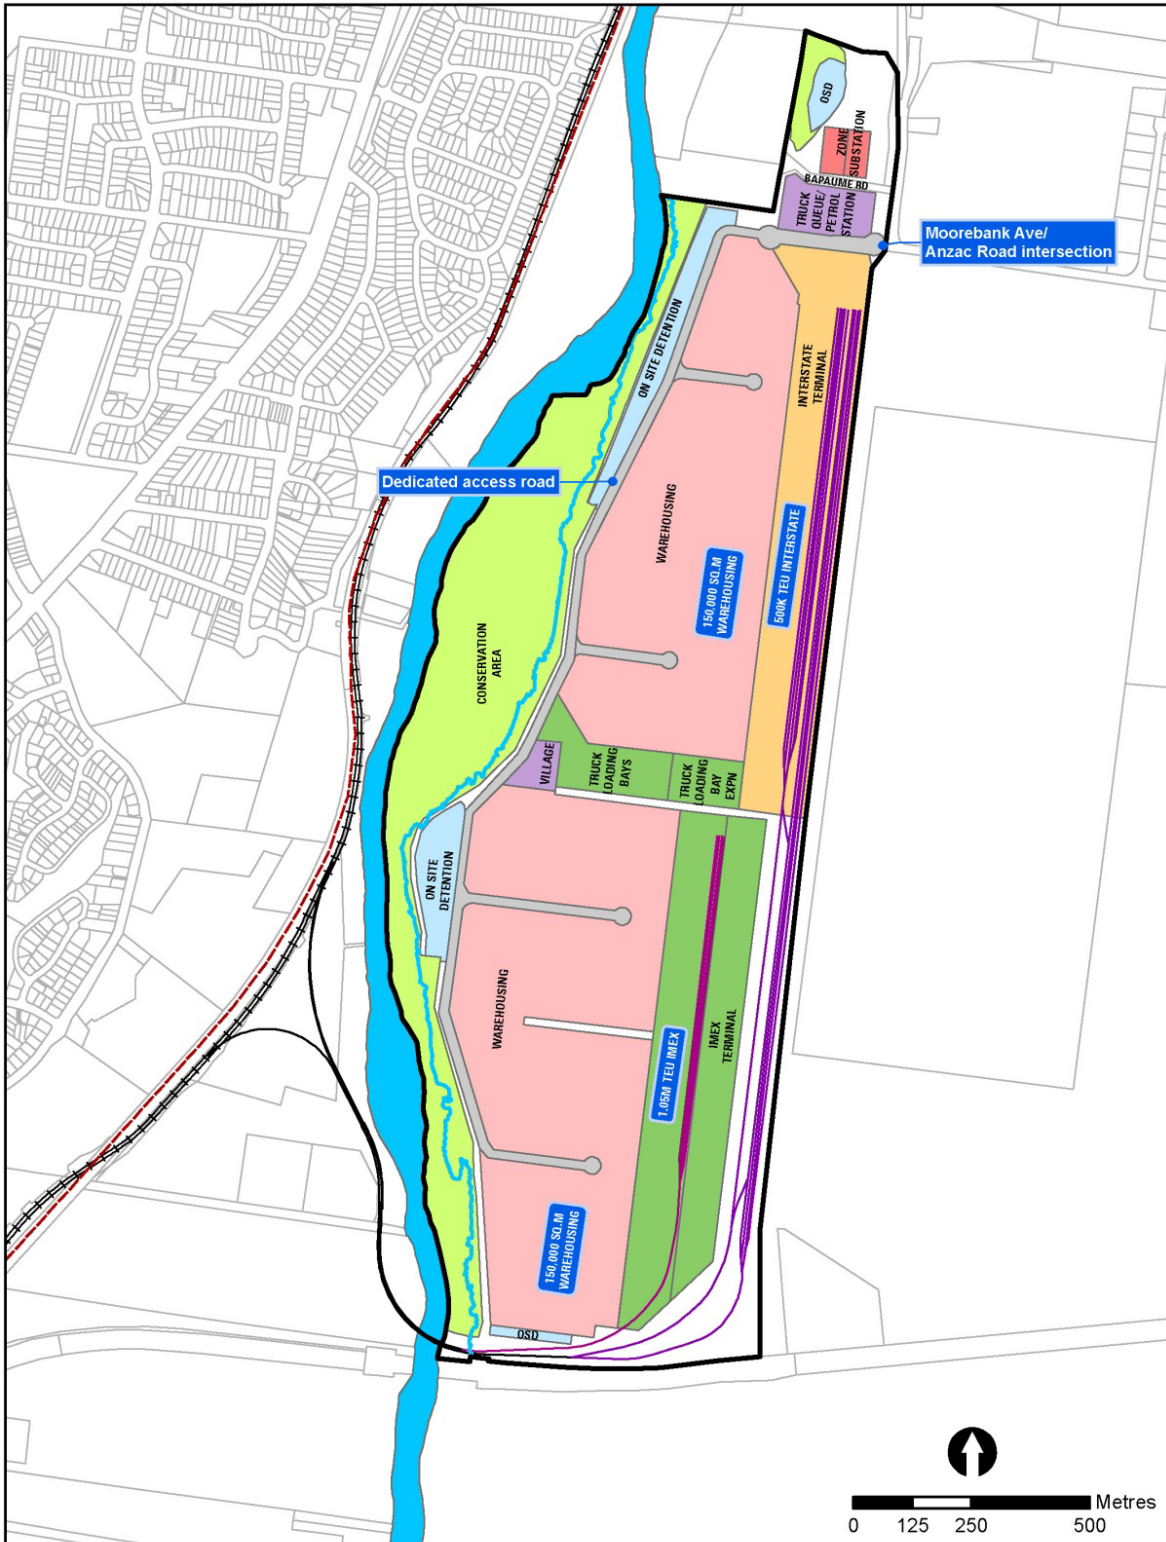 OSD
ZONE
SUBSTATION
BAPAUME RD
TRUCK
QUEUE/
PETROL
STATION
Moorebank Ave/
Anzac Road intersection
ON SITE DETENTION
INTERSTATE
TERMINAL
Dedicated access road
WAREHOUSING
150,000 SQ.M
WAREHOUSING
500K TEU INTERSTATE
CONSERVATION
AREA
VILLAGE
TRUCK
LOADING
BAYS
TRUCK
LOADING
BAY
EXPN
ON SITE
DETENTION
WAREHOUSING
1.05M TEU IMEX
IMEX
TERMINAL
150,000 SQ.M
WAREHOUSING
OSD
Metres
0 125 250 500